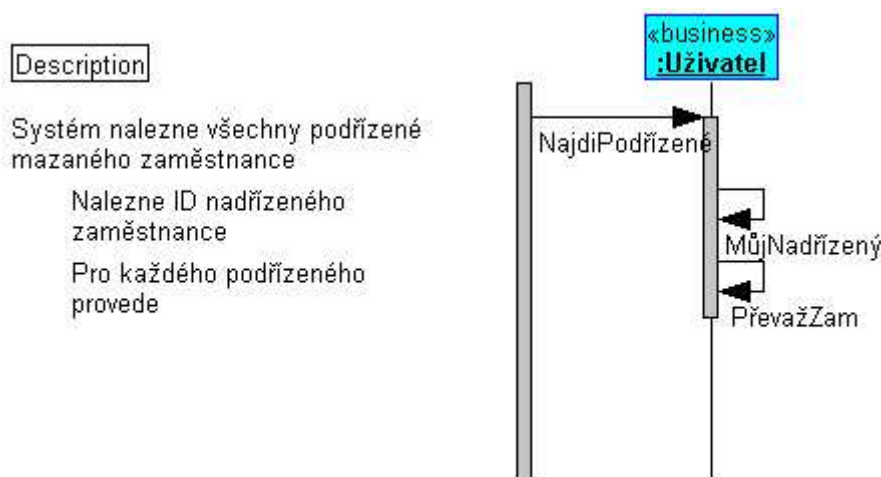 Description
Systém nalezne všechny podřízené
mazaného zaměstnance
Nalezne ID nadřízeného
zaměstnance
Pro každého podřízeného
provede
«business»
:Uživatel
NajdiPodřízené
MůjNadřízený
PřevažZam